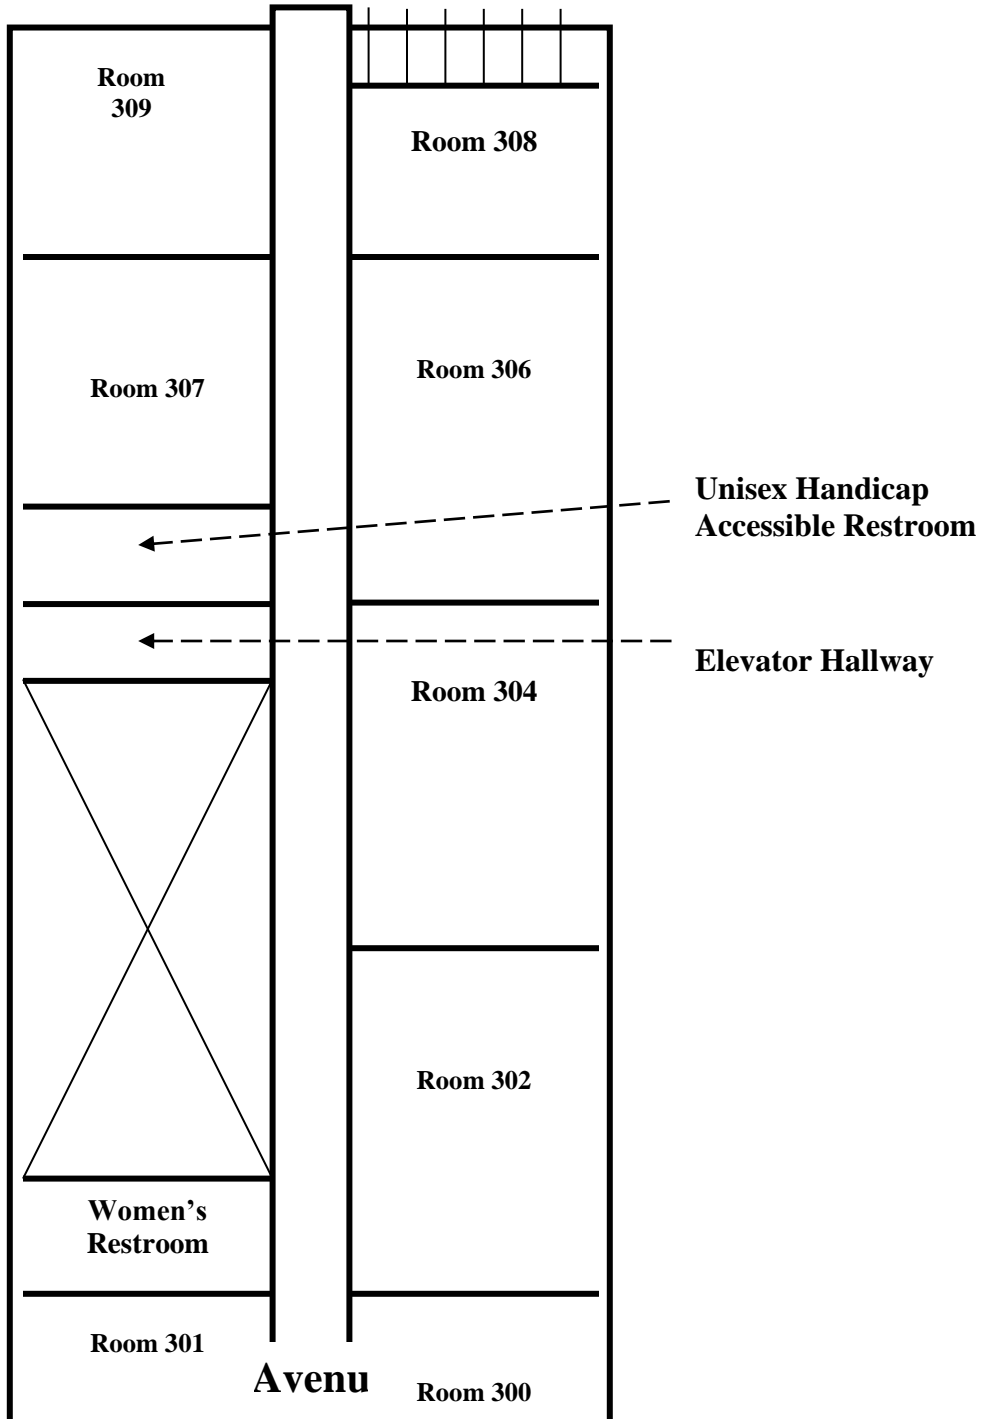 Room
309
Room 308
Room 306
Room 307
Unisex Handicap
Accessible Restroom
Elevator Hallway
Room 304
Room 302
Women’s
Restroom
Room 301
Avenu
Room 300